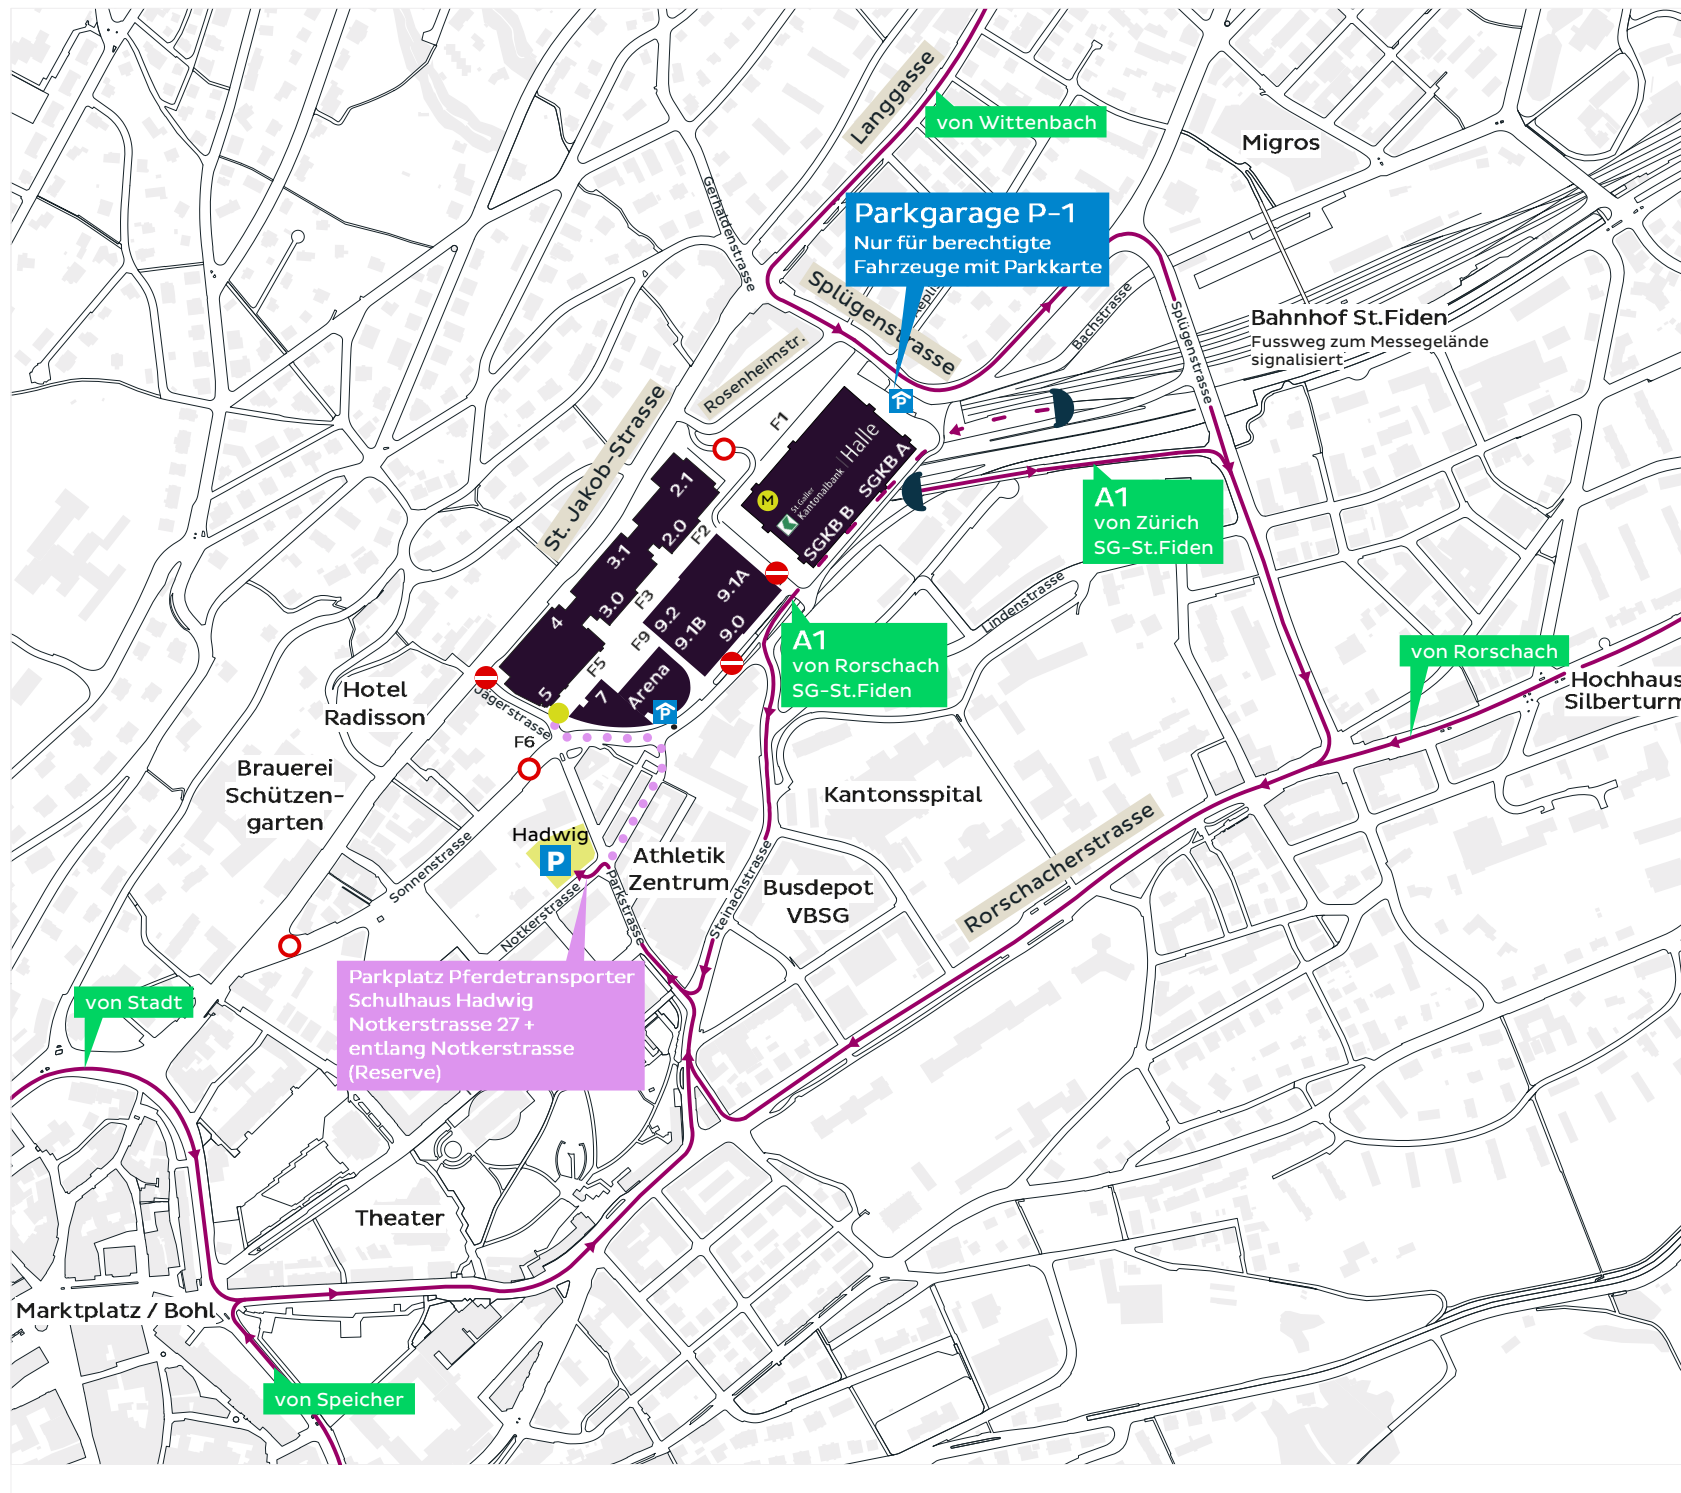 Langgasse
von Wittenbach
Migros
Gerhaldenstrasse
Parkgarage P-1
Nur für berechtigte
Fahrzeuge mit Parkkarte
Splügenstrasse
Bachstrasse
Splügenstrasse
Bahnhof St.Fiden
Fussweg zum Messegelände
signalisiert
Rosenheimstr.
St. Jakob-Strasse
F1
P
St.Galler
Kantonalbank
Halle
SGKB A
SGKB B
M
2.1
2.0
F2
3.1
3.0
F3
4
5
F5
F9
9.2
9.1A
9.1B
9.0
7
Arena
P
A1
von Zürich
SG-St.Fiden
Lindenstrasse
A1
von Rorschach
SG-St.Fiden
von Rorschach
Hochhaus
Silberturm
Hotel
Radisson
Jägerstrasse
F6
Brauerei
Schützen-
garten
Kantonsspital
Hadwig
P
Athletik
Zentrum
Sonnenstrasse
Notkerstrasse
Parkstrasse
Steinachstrasse
Busdepot
VBSG
Rorschacherstrasse
Parkplatz Pferdetransporter
Schulhaus Hadwig
Notkerstrasse 27 +
entlang Notkerstrasse
(Reserve)
von Stadt
Theater
Marktplatz / Bohl
von Speicher